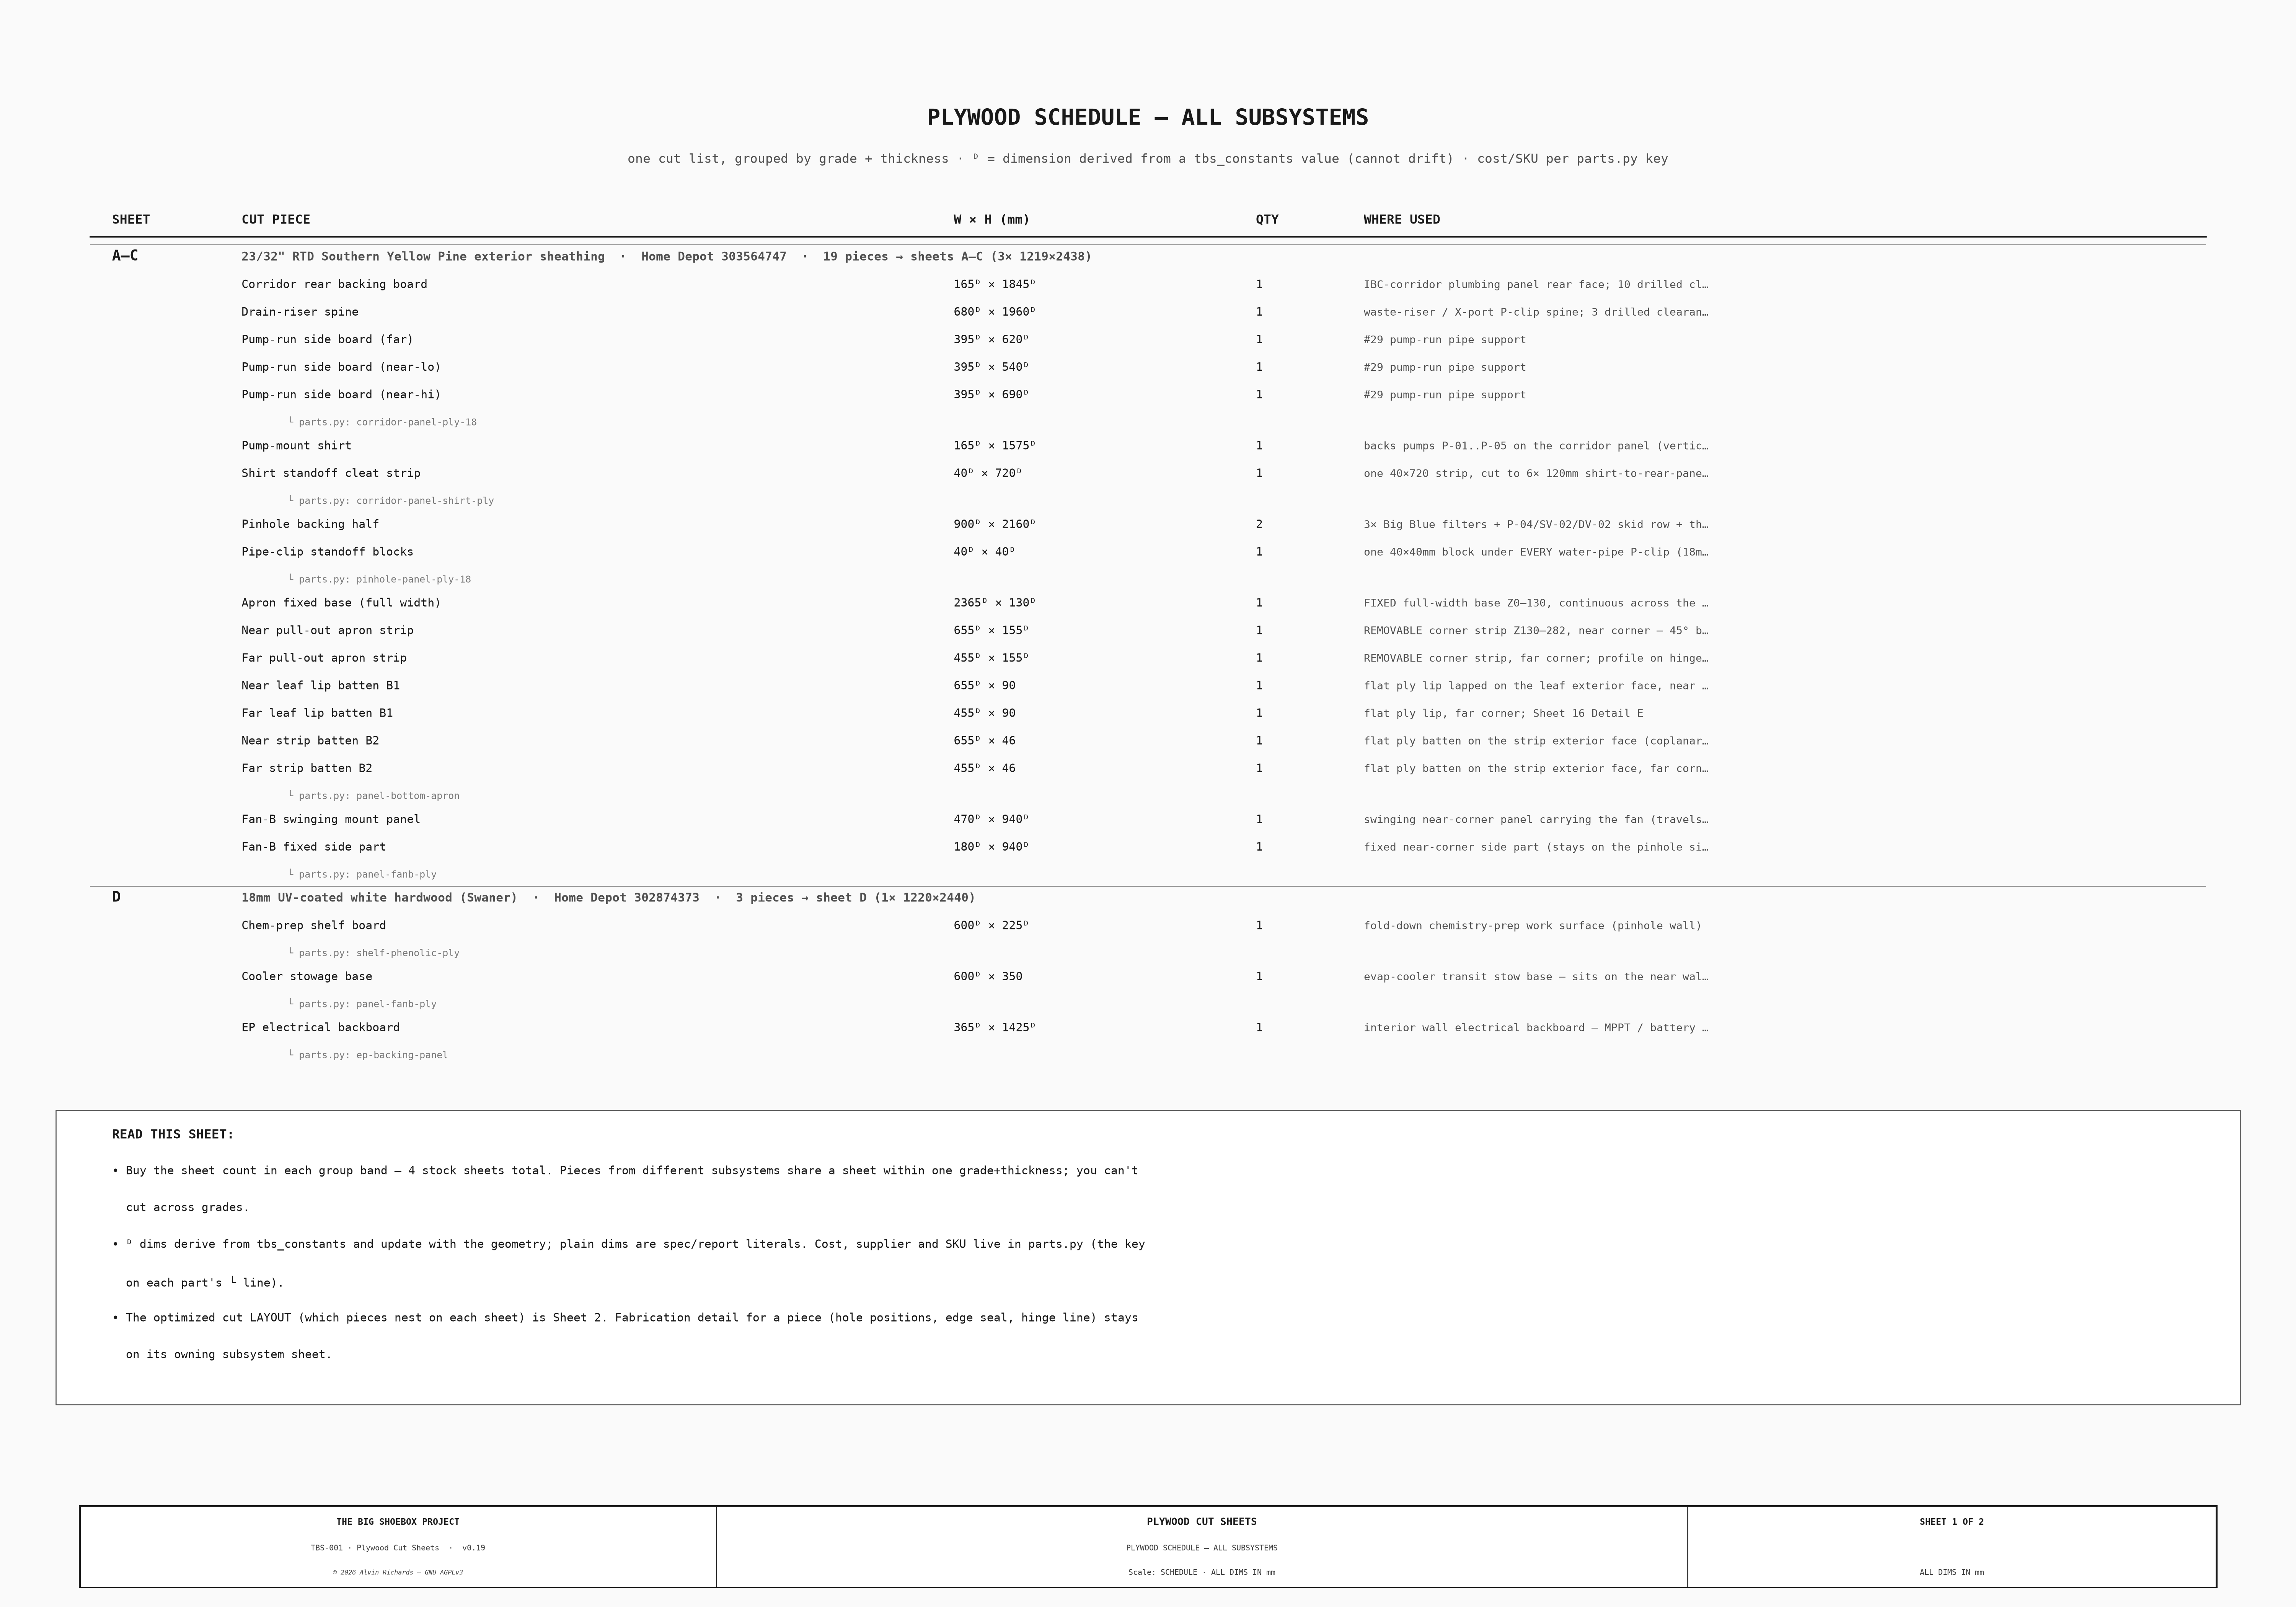 PLYWOOD SCHEDULE — ALL SUBSYSTEMS
one cut list, grouped by grade + thickness · ᴰ = dimension derived from a tbs_constants value (cannot drift) · cost/SKU per parts.py key
SHEET CUT PIECE W × H (mm) QTY WHERE USED
A–C 23/32" RTD Southern Yellow Pine exterior sheathing · Home Depot 303564747 · 19 pieces → sheets A–C (3× 1219×2438)
Corridor rear backing board 165ᴰ × 1845ᴰ 1 IBC-corridor plumbing panel rear face; 10 drilled cl…
Drain-riser spine 680ᴰ × 1960ᴰ 1 waste-riser / X-port P-clip spine; 3 drilled clearan…
Pump-run side board (far) 395ᴰ × 620ᴰ 1 #29 pump-run pipe support
Pump-run side board (near-lo) 395ᴰ × 540ᴰ 1 #29 pump-run pipe support
Pump-run side board (near-hi) 395ᴰ × 690ᴰ 1 #29 pump-run pipe support
└ parts.py: corridor-panel-ply-18
Pump-mount shirt 165ᴰ × 1575ᴰ 1 backs pumps P-01..P-05 on the corridor panel (vertic…
Shirt standoff cleat strip 40ᴰ × 720ᴰ 1 one 40×720 strip, cut to 6× 120mm shirt-to-rear-pane…
└ parts.py: corridor-panel-shirt-ply
Pinhole backing half 900ᴰ × 2160ᴰ 2 3× Big Blue filters + P-04/SV-02/DV-02 skid row + th…
Pipe-clip standoff blocks 40ᴰ × 40ᴰ 1 one 40×40mm block under EVERY water-pipe P-clip (18m…
└ parts.py: pinhole-panel-ply-18
Apron fixed base (full width) 2365ᴰ × 130ᴰ 1 FIXED full-width base Z0–130, continuous across the …
Near pull-out apron strip 655ᴰ × 155ᴰ 1 REMOVABLE corner strip Z130–282, near corner — 45° b…
Far pull-out apron strip 455ᴰ × 155ᴰ 1 REMOVABLE corner strip, far corner; profile on hinge…
Near leaf lip batten B1 655ᴰ × 90 1 flat ply lip lapped on the leaf exterior face, near …
Far leaf lip batten B1 455ᴰ × 90 1 flat ply lip, far corner; Sheet 16 Detail E
Near strip batten B2 655ᴰ × 46 1 flat ply batten on the strip exterior face (coplanar…
Far strip batten B2 455ᴰ × 46 1 flat ply batten on the strip exterior face, far corn…
└ parts.py: panel-bottom-apron
Fan-B swinging mount panel 470ᴰ × 940ᴰ 1 swinging near-corner panel carrying the fan (travels…
Fan-B fixed side part 180ᴰ × 940ᴰ 1 fixed near-corner side part (stays on the pinhole si…
└ parts.py: panel-fanb-ply
D 18mm UV-coated white hardwood (Swaner) · Home Depot 302874373 · 3 pieces → sheet D (1× 1220×2440)
Chem-prep shelf board 600ᴰ × 225ᴰ 1 fold-down chemistry-prep work surface (pinhole wall)
└ parts.py: shelf-phenolic-ply
Cooler stowage base 600ᴰ × 350 1 evap-cooler transit stow base — sits on the near wal…
└ parts.py: panel-fanb-ply
EP electrical backboard 365ᴰ × 1425ᴰ 1 interior wall electrical backboard — MPPT / battery …
└ parts.py: ep-backing-panel
READ THIS SHEET:
• Buy the sheet count in each group band — 4 stock sheets total. Pieces from different subsystems share a sheet within one grade+thickness; you can't
cut across grades.
• ᴰ dims derive from tbs_constants and update with the geometry; plain dims are spec/report literals. Cost, supplier and SKU live in parts.py (the key
on each part's └ line).
• The optimized cut LAYOUT (which pieces nest on each sheet) is Sheet 2. Fabrication detail for a piece (hole positions, edge seal, hinge line) stays
on its owning subsystem sheet.
THE BIG SHOEBOX PROJECT
TBS-001 · Plywood Cut Sheets · v0.19
© 2026 Alvin Richards — GNU AGPLv3
PLYWOOD CUT SHEETS
PLYWOOD SCHEDULE — ALL SUBSYSTEMS
Scale: SCHEDULE · ALL DIMS IN mm
SHEET 1 OF 2
ALL DIMS IN mm